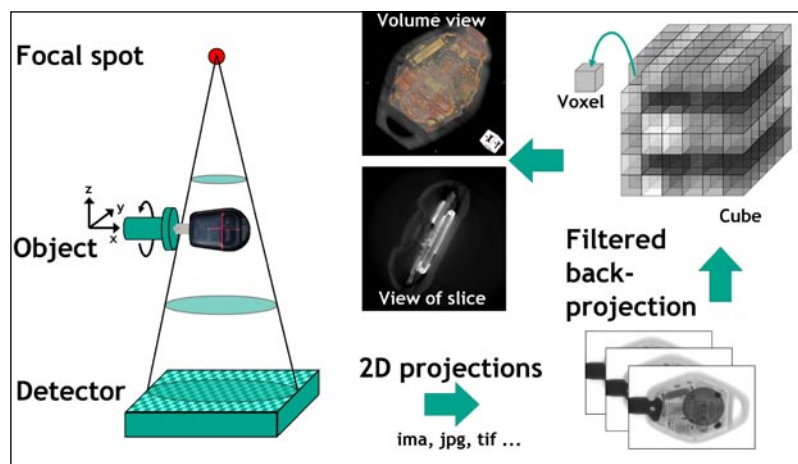 Focal spot
z
y
x
Object
Detector
Volume view
View of slice
2D projections
ima, jpg, tif ...
Voxel
Cube
Filtered
back-
projection